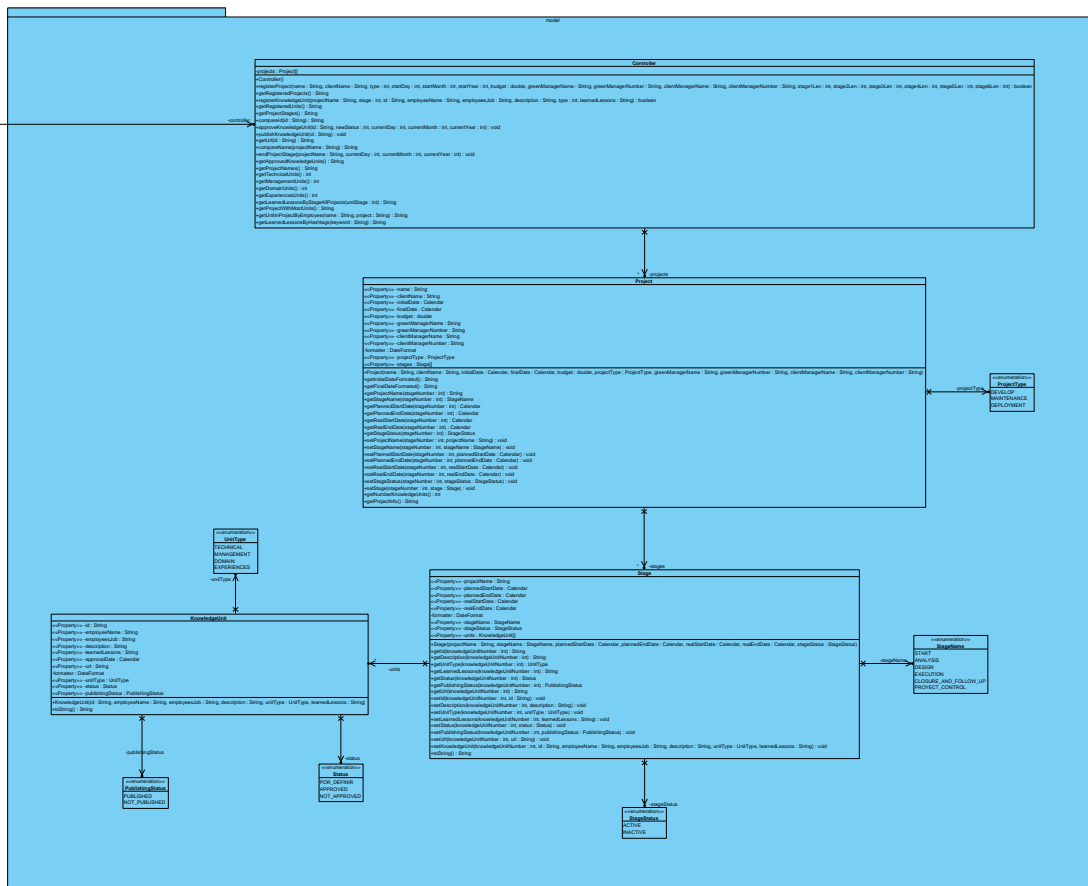 model
Controller
-projects : Project[]
+Controller()
+registerProject(name : String, clientName : String, type : int, startDay : int, startMonth : int, startYear : int, budget : double, greenManagerName : String, greenManagerNumber : String, clientManagerName : String, clientManagerNumber : String, stage1Len : int, stage2Len : int, stage3Len : int, stage4Len : int, stage5Len : int, stage6Len : int) : boolean
+getRegisteredProjects() : String
+registerKnowledgeUnit(projectName : String, stage : int, id : String, employeeName : String, employeesJob : String, description : String, type : int, learnedLessons : String) : boolean
+getRegisteredUnits() : String
+getProjectStages() : String
+compareId(id : String) : String
+approveKnowledgeUnit(id : String, newStatus : int, currentDay : int, currentMonth : int, currentYear : int) : void
+publishKnowledgeUnit(id : String) : void
+getUrl(id : String) : String
+compareName(projectName : String) : String
+endProjectStage(projectName : String, currentDay : int, currentMonth : int, currentYear : int) : void
+getApprovedKnowledgeUnits() : String
+getProjectNames() : String
+getTechnicalUnits() : int
+getManagementUnits() : int
+getDomainUnits() : int
+getExperiencesUnits() : int
+getLearnedLessonsByStageAllProjects(unitStage : int) : String
+getProjectWithMostUnits() : String
+getUnitInProjectByEmployee(name : String, project : String) : String
+getLearnedLessonsByHashtags(keyword : String) : String
-controller
*
-projects
Project
<<Property>> -name : String
<<Property>> -clientName : String
<<Property>> -initialDate : Calendar
<<Property>> -finalDate : Calendar
<<Property>> -budget : double
<<Property>> -greenManagerName : String
<<Property>> -greenManagerNumber : String
<<Property>> -clientManagerName : String
<<Property>> -clientManagerNumber : String
-formatter : DateFormat
<<Property>> -projectType : ProjectType
<<Property>> -stages : Stage[]
+Project(name : String, clientName : String, initialDate : Calendar, finalDate : Calendar, budget : double, projectType : ProjectType, greenManagerName : String, greenManagerNumber : String, clientManagerName : String, clientManagerNumber : String)
+getInitialDateFormated() : String
+getFinalDateFormated() : String
+getProjectName(stageNumber : int) : String
+getStageName(stageNumber : int) : StageName
+getPlannedStartDate(stageNumber : int) : Calendar
+getPlannedEndDate(stageNumber : int) : Calendar
+getRealStartDate(stageNumber : int) : Calendar
+getRealEndDate(stageNumber : int) : Calendar
+getStageStatus(stageNumber : int) : StageStatus
+setProjectName(stageNumber : int, projectName : String) : void
+setStageName(stageNumber : int, stageName : StageName) : void
+setPlannedStartDate(stageNumber : int, plannedStartDate : Calendar) : void
+setPlannedEndDate(stageNumber : int, plannedEndDate : Calendar) : void
+setRealStartDate(stageNumber : int, realStartDate : Calendar) : void
+setRealEndDate(stageNumber : int, realEndDate : Calendar) : void
+setStageStatus(stageNumber : int, stageStatus : StageStatus) : void
+setStage(stageNumber : int, stage : Stage) : void
+getNumberKnowledgeUnits() : int
+getProjectInfo() : String
-projectType
<<enumeration>>
ProjectType
DEVELOP
MAINTENANCE
DEPLOYMENT
*
-stages
<<enumeration>>
UnitType
TECHNICAL
MANAGEMENT
DOMAIN
EXPERIENCES
-unitType
Stage
<<Property>> -projectName : String
<<Property>> -plannedStartDate : Calendar
<<Property>> -plannedEndDate : Calendar
<<Property>> -realStartDate : Calendar
<<Property>> -realEndDate : Calendar
-formatter : DateFormat
<<Property>> -stageName : StageName
<<Property>> -stageStatus : StageStatus
<<Property>> -units : KnowledgeUnit[]
+Stage(projectName : String, stageName : StageName, plannedStartDate : Calendar, plannedEndDate : Calendar, realStartDate : Calendar, realEndDate : Calendar, stageStatus : StageStatus)
+getId(knowledgeUnitNumber : int) : String
+getDescription(knowledgeUnitNumber : int) : String
+getUnitType(knowledgeUnitNumber : int) : UnitType
+getLearnedLessons(knowledgeUnitNumber : int) : String
+getStatus(knowledgeUnitNumber : int) : Status
+getPublishingStatus(knowledgeUnitNumber : int) : PublishingStatus
+getUrl(knowledgeUnitNumber : int) : String
+setId(knowledgeUnitNumber : int, id : String) : void
+setDescription(knowledgeUnitNumber : int, description : String) : void
+setUnitType(knowledgeUnitNumber : int, unitType : UnitType) : void
+setLearnedLessons(knowledgeUnitNumber : int, learnedLessons : String) : void
+setStatus(knowledgeUnitNumber : int, status : Status) : void
+setPublishingStatus(knowledgeUnitNumber : int, publishingStatus : PublishingStatus) : void
+setUrl(knowledgeUnitNumber : int, url : String) : void
+setKnowledgeUnit(knowledgeUnitNumber : int, id : String, employeeName : String, employeesJob : String, description : String, unitType : UnitType, learnedLessons : String) : void
+toString() : String
KnowledgeUnit
<<Property>> -id : String
<<Property>> -employeeName : String
<<Property>> -employeesJob : String
<<Property>> -description : String
<<Property>> -learnedLessons : String
<<Property>> -approvalDate : Calendar
<<Property>> -url : String
-formatter : DateFormat
<<Property>> -unitType : UnitType
<<Property>> -status : Status
<<Property>> -publishingStatus : PublishingStatus
+KnowledgeUnit(id : String, employeeName : String, employeesJob : String, description : String, unitType : UnitType, learnedLessons : String)
+toString() : String
*
-units
-stageName
<<enumeration>>
StageName
START
ANALYSIS
DESIGN
EXECUTION
CLOSURE_AND_FOLLOW_UP
PROYECT_CONTROL
-publishingStatus
<<enumeration>>
PublishingStatus
PUBLISHED
NOT_PUBLISHED
-status
<<enumeration>>
Status
POR_DEFINIR
APPROVED
NOT_APPROVED
-stageStatus
<<enumeration>>
StageStatus
ACTIVE
INACTIVE